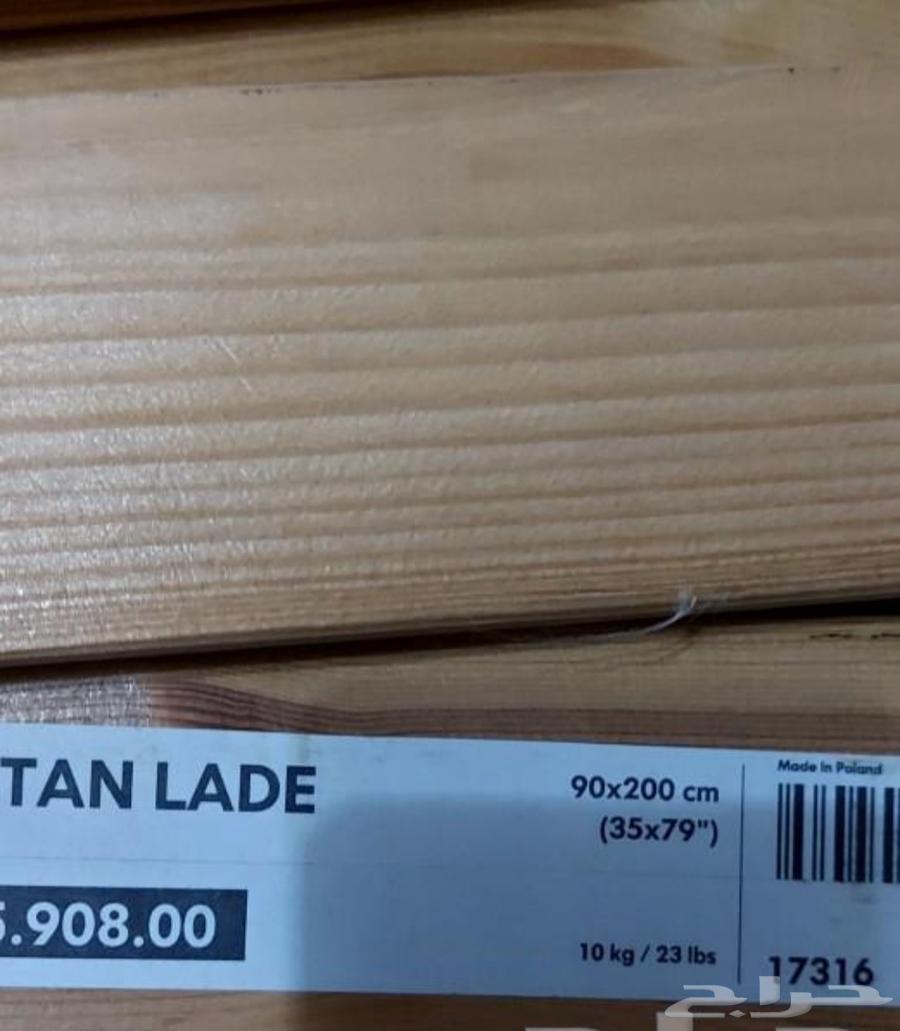 TAN LADE
90x200 cm
(35x79")
.908.00
10 kg / 23 lbs
Made in Poland
17316
حراج